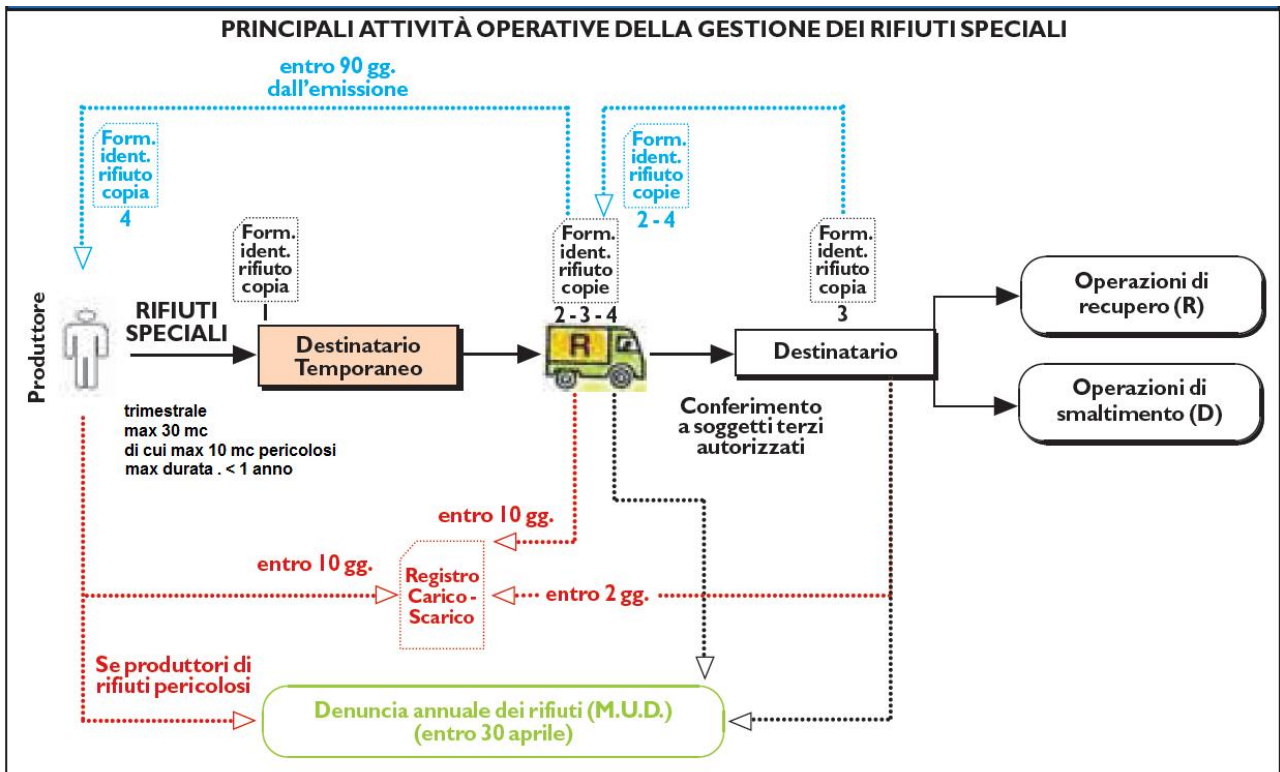 PRINCIPALI ATTIVITÀ OPERATIVE DELLA GESTIONE DEI RIFIUTI SPECIALI
entro 90 gg.
dall'emissione
Form.
ident.
rifiuto
copia
4
Form.
ident.
rifiuto
copie
2 - 4
Form.
ident.
rifiuto
copia
1
Form.
ident.
rifiuto
copie
2 - 3 - 4
Form.
ident.
rifiuto
copia
3
Produttore
RIFIUTI
SPECIALI
Destinatario
Temporaneo
R
Destinatario
Operazioni di
recupero (R)
Operazioni di
smaltimento (D)
trimestrale
max 30 mc
di cui max 10 mc pericolosi
max durata . < 1 anno
Conferimento
a soggetti terzi
autorizzati
entro 10 gg.
entro 10 gg.
Registro
Carico -
Scarico
entro 2 gg.
Se produttori di
rifiuti pericolosi
Denuncia annuale dei rifiuti (M.U.D.)
(entro 30 aprile)